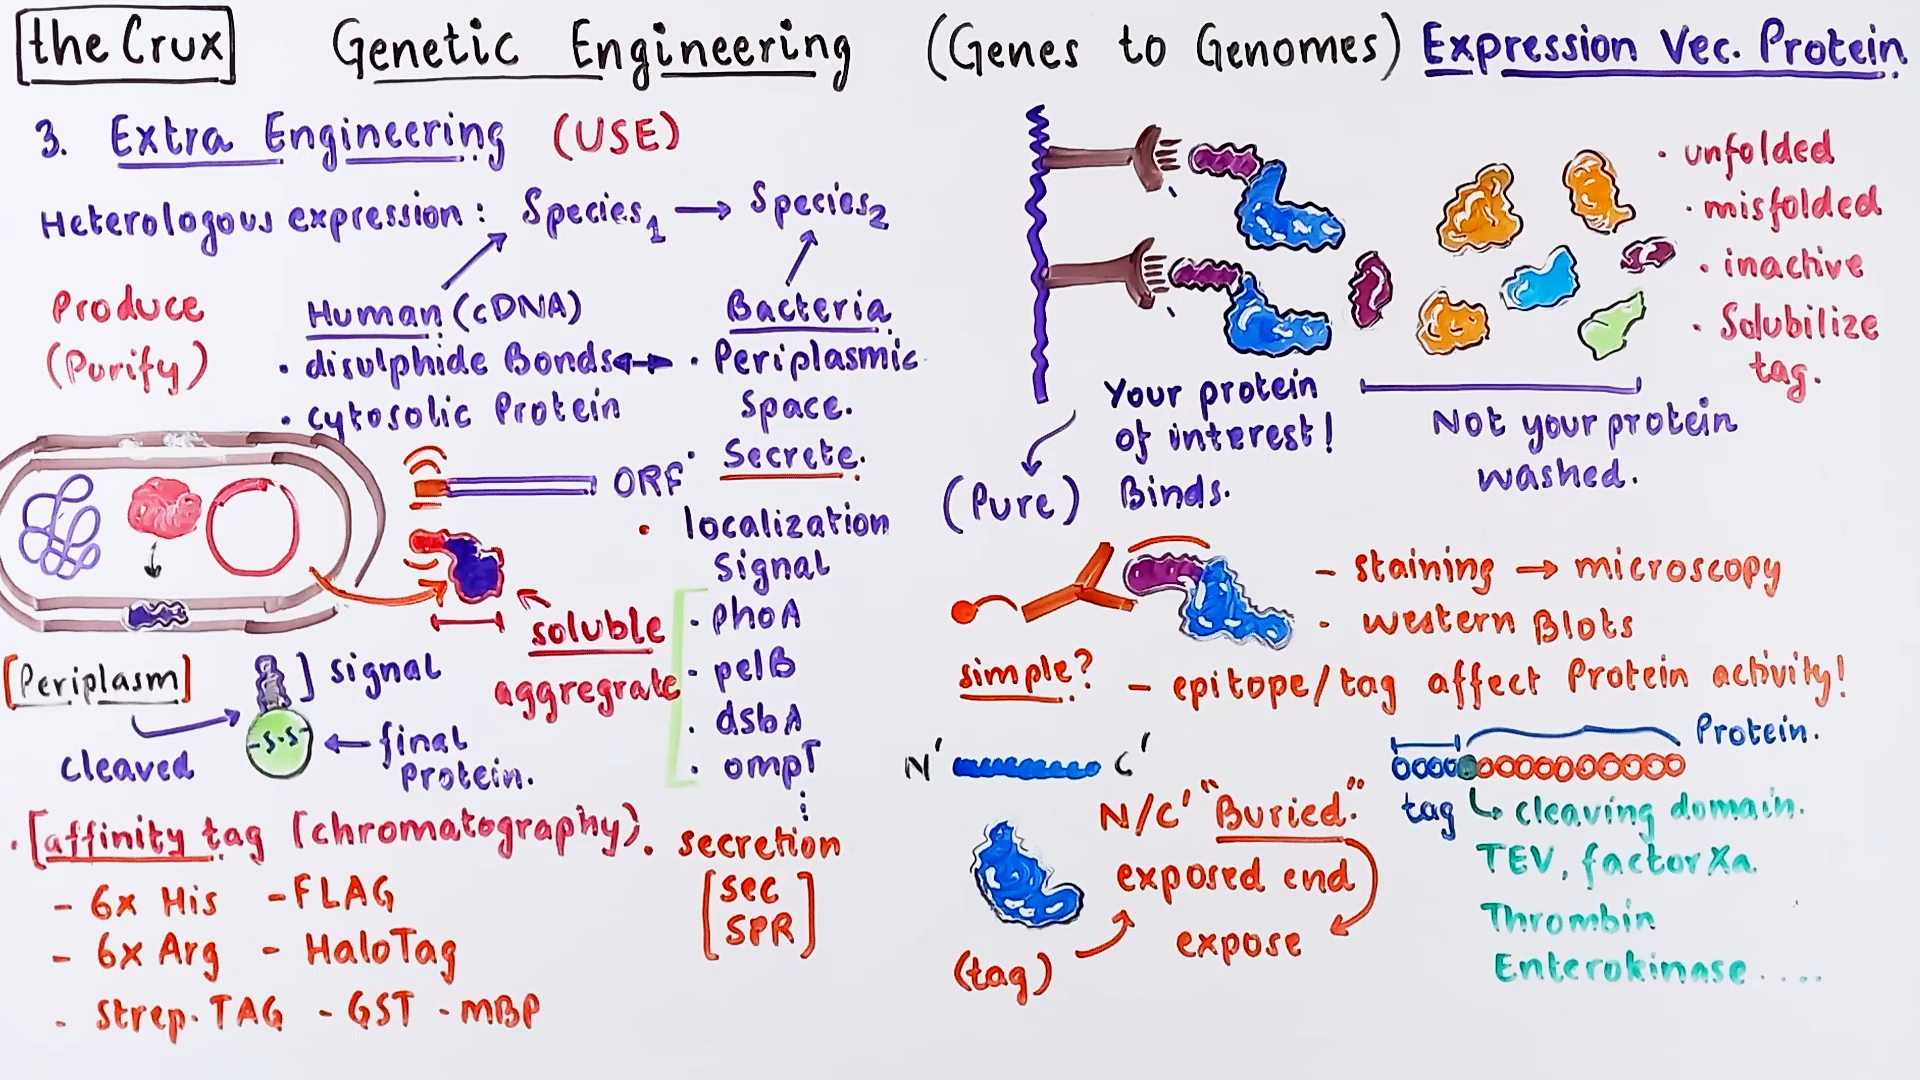 the Crux
Genetic Engineering (Genes to Genomes) Expression Vec. Protein
3. Extra Engineering (USE)
Heterologous expression: Species1 → Species2
Produce
(Purify)
Human (cDNA)
• disulphide Bonds ↔
• cytosolic Protein
Bacteria
• Periplasmic
Space.
• Secrete.
ORF
• localization
Signal
• phoA
• pelB
• dsbA
• ompT
⋮
soluble
aggregrate
[Periplasm]
cleaved
] signal
-S-S-
← final
Protein.
• [affinity tag (chromatography).
- 6x His - FLAG
- 6x Arg - HaloTag
- Strep.TAG - GST - MBP
• secretion
[SEC
SPR]
• unfolded
• misfolded
• inactive
• Solubilize
tag.
Your protein
of interest!
Binds.
(Pure)
Not your protein
washed.
- staining → microscopy
- western Blots
simple?
- epitope/tag affect Protein activity!
N' C'
N/C' "Buried."
exposed end
expose
(tag)
Protein.
tag
↳ cleaving domain.
TEV, factor Xa
Thrombin
Enterokinase ....